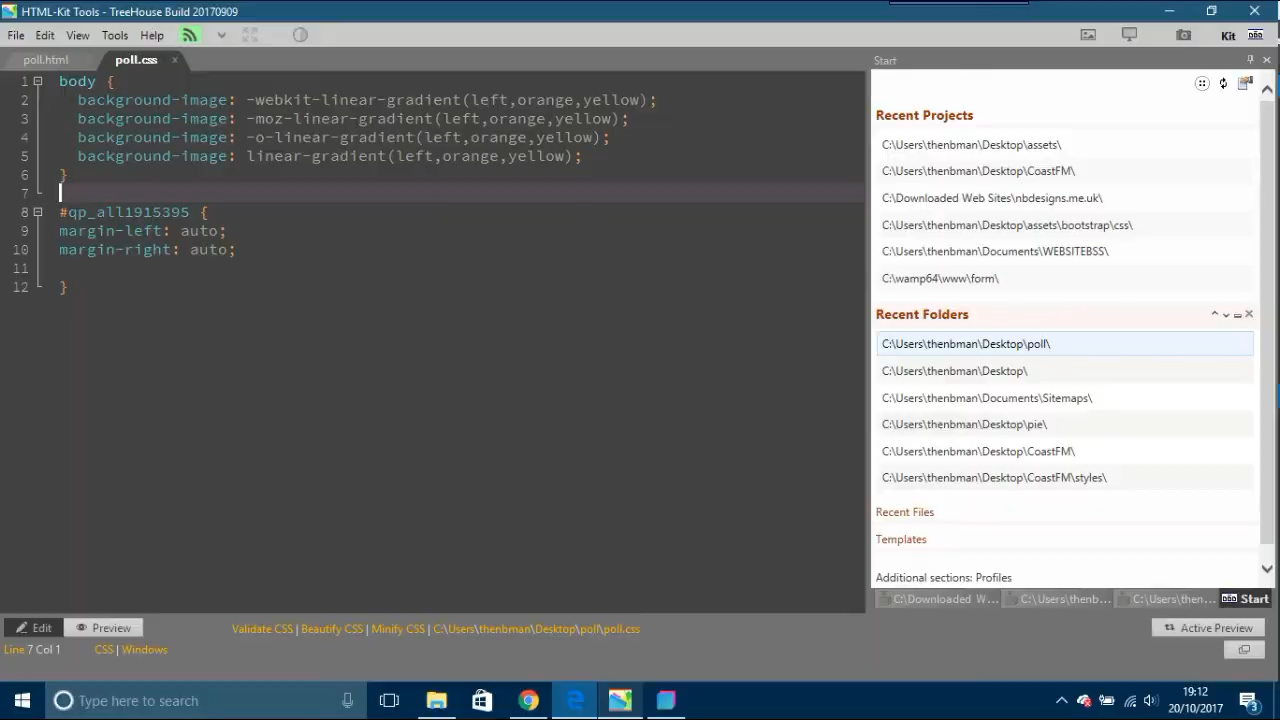 HTML-Kit Tools - TreeHouse Build 20170909
File Edit View Tools Help
Kit
poll.html
poll.css
Start
1 body {
2 background-image: -webkit-linear-gradient(left,orange,yellow);
3 background-image: -moz-linear-gradient(left,orange,yellow);
4 background-image: -o-linear-gradient(left,orange,yellow);
5 background-image: linear-gradient(left,orange,yellow);
6 }
7
8 #qp_all1915395 {
9 margin-left: auto;
10 margin-right: auto;
11
12 }
Recent Projects
C:\Users\thenbman\Desktop\assets\
C:\Users\thenbman\Desktop\CoastFM\
C:\Downloaded Web Sites\nbdesigns.me.uk\
C:\Users\thenbman\Desktop\assets\bootstrap\css\
C:\Users\thenbman\Documents\WEBSITEBSS\
C:\wamp64\www\form\
Recent Folders
C:\Users\thenbman\Desktop\poll\
C:\Users\thenbman\Desktop\
C:\Users\thenbman\Documents\Sitemaps\
C:\Users\thenbman\Desktop\pie\
C:\Users\thenbman\Desktop\CoastFM\
C:\Users\thenbman\Desktop\CoastFM\styles\
Recent Files
Templates
Additional sections: Profiles
C:\Downloaded W... C:\Users\thenb... C:\Users\then... Start
Edit Preview Validate CSS | Beautify CSS | Minify CSS | C:\Users\thenbman\Desktop\poll\poll.css Active Preview
Line 7 Col 1 CSS | Windows
Type here to search
19:12
20/10/2017
3